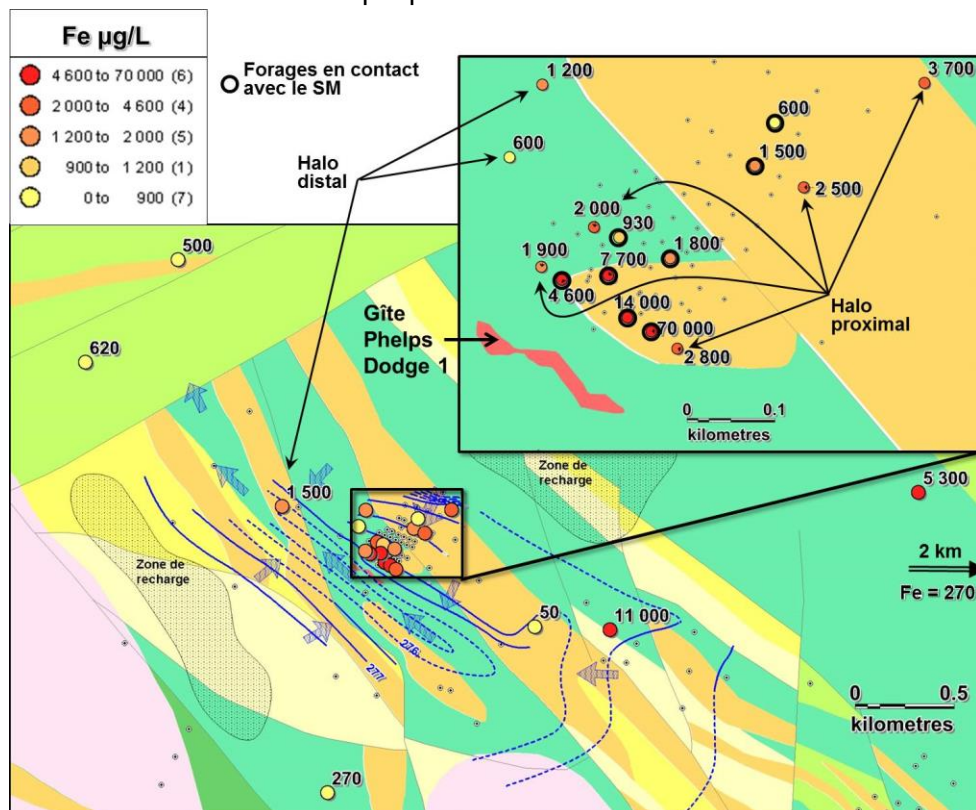 Fe µg/L
4 600 to 70 000 (6)
2 000 to 4 600 (4)
1 200 to 2 000 (5)
900 to 1 200 (1)
0 to 900 (7)
Forages en contact
avec le SM
Halo
distal
1 200
600
3 700
600
1 500
2 500
2 000
930
1 900
1 800
7 700
4 600
14 000
70 000
2 800
Halo
proximal
Gîte
Phelps
Dodge 1
0 0.1
kilometres
500
620
1 500
Zone de
recharge
Zone de
recharge
5 300
2 km
Fe = 270
50
11 000
276
277
270
0 0.5
kilometres